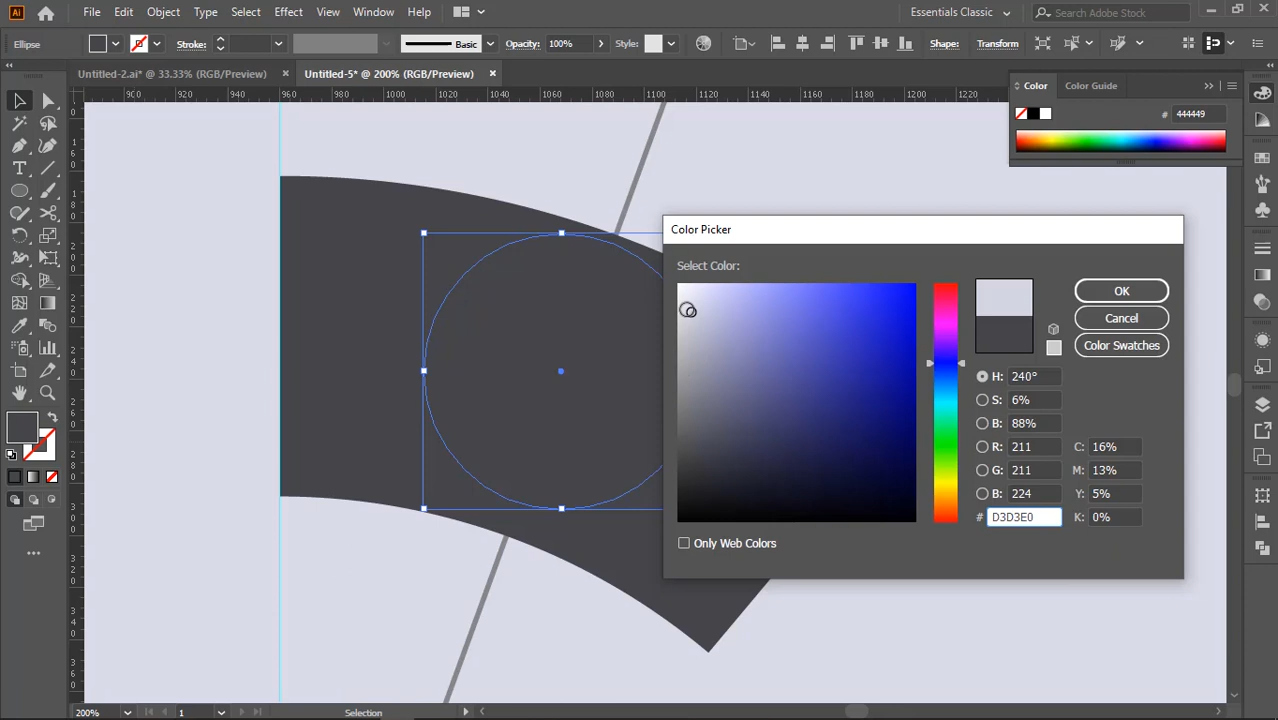 Ai File Edit Object Type Select Effect View Window Help Essentials Classic Search Adobe Stock
Ellipse Stroke: Basic Opacity: 100% Style: Shape: Transform
Untitled-2.ai* @ 33.33% (RGB/Preview) Untitled-5* @ 200% (RGB/Preview)
Color Color Guide
900 920 940 960 980 1000 1020 1040 1060 1080 1100 1120 1140 1160 1180 1200 1220
# 444449
Color Picker
Select Color:
OK
Cancel
Color Swatches
H: 240°
S: 6%
B: 88%
R: 211 C: 16%
G: 211 M: 13%
B: 224 Y: 5%
# D3D3E0 K: 0%
Only Web Colors
200% 1 Selection